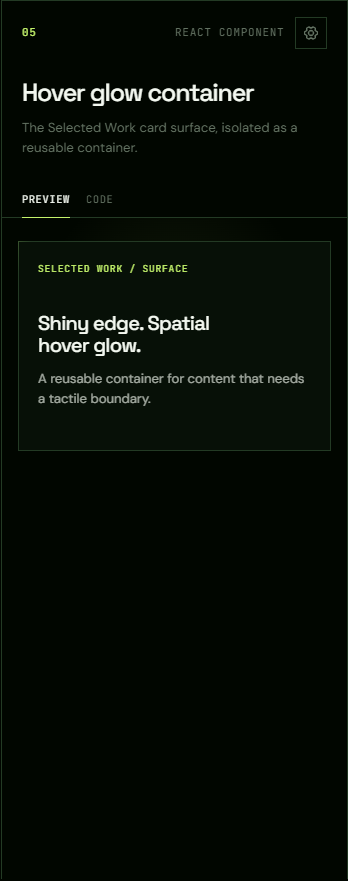 05
REACT COMPONENT
Hover glow container
The Selected Work card surface, isolated as a
reusable container.
PREVIEW
CODE
SELECTED WORK / SURFACE
Shiny edge. Spatial
hover glow.
A reusable container for content that needs
a tactile boundary.